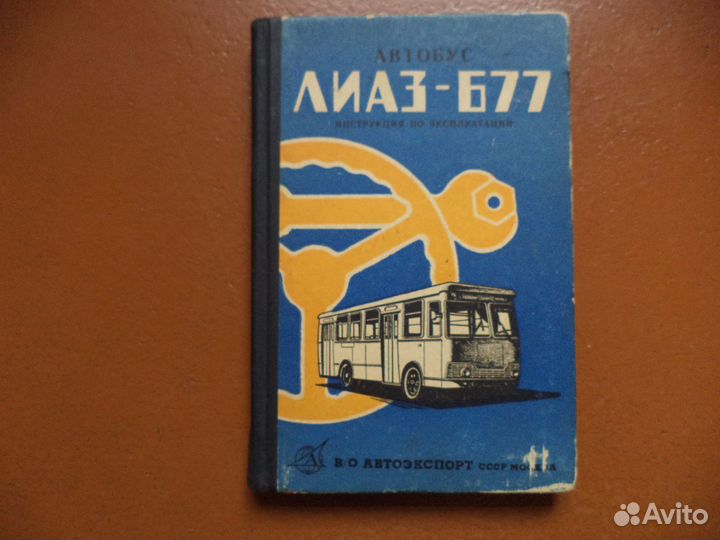 АВТОБУС
ЛИАЗ-677
ИНСТРУКЦИЯ ПО ЭКСПЛУАТАЦИИ
В/О АВТОЭКСПОРТ СССР МОСКВА
Avito